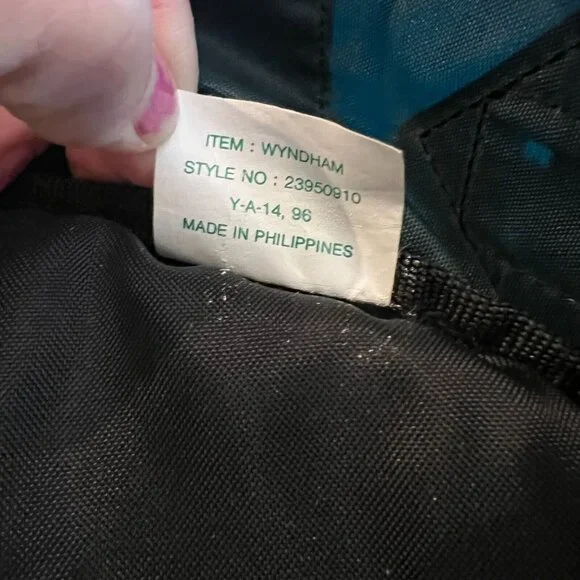 ITEM : WYNDHAM
STYLE NO : 23950910
Y-A-14, 96
MADE IN PHILIPPINES